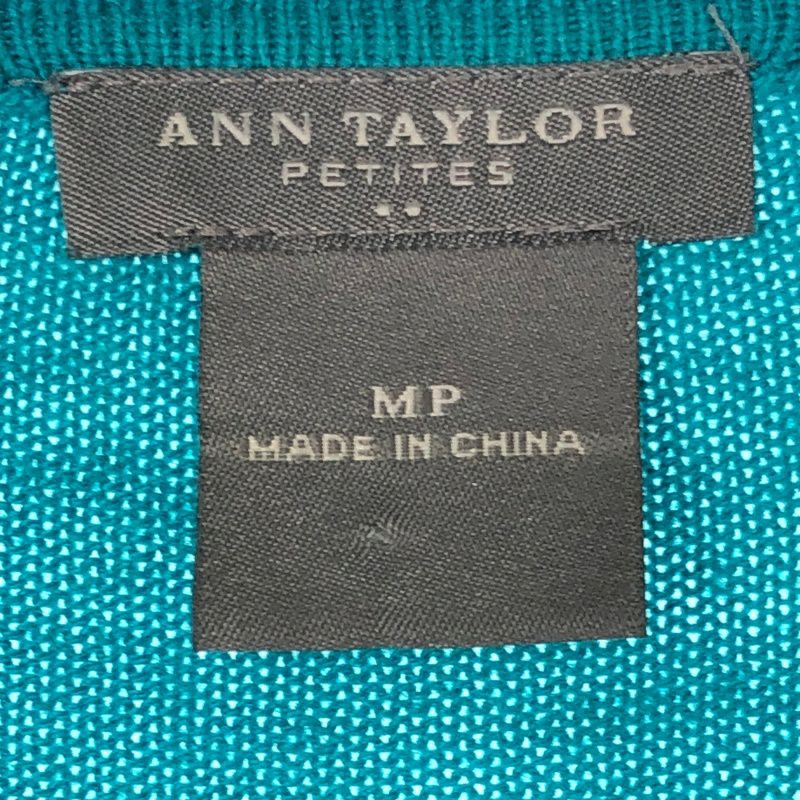 ANN TAYLOR
PETITES
MP
MADE IN CHINA